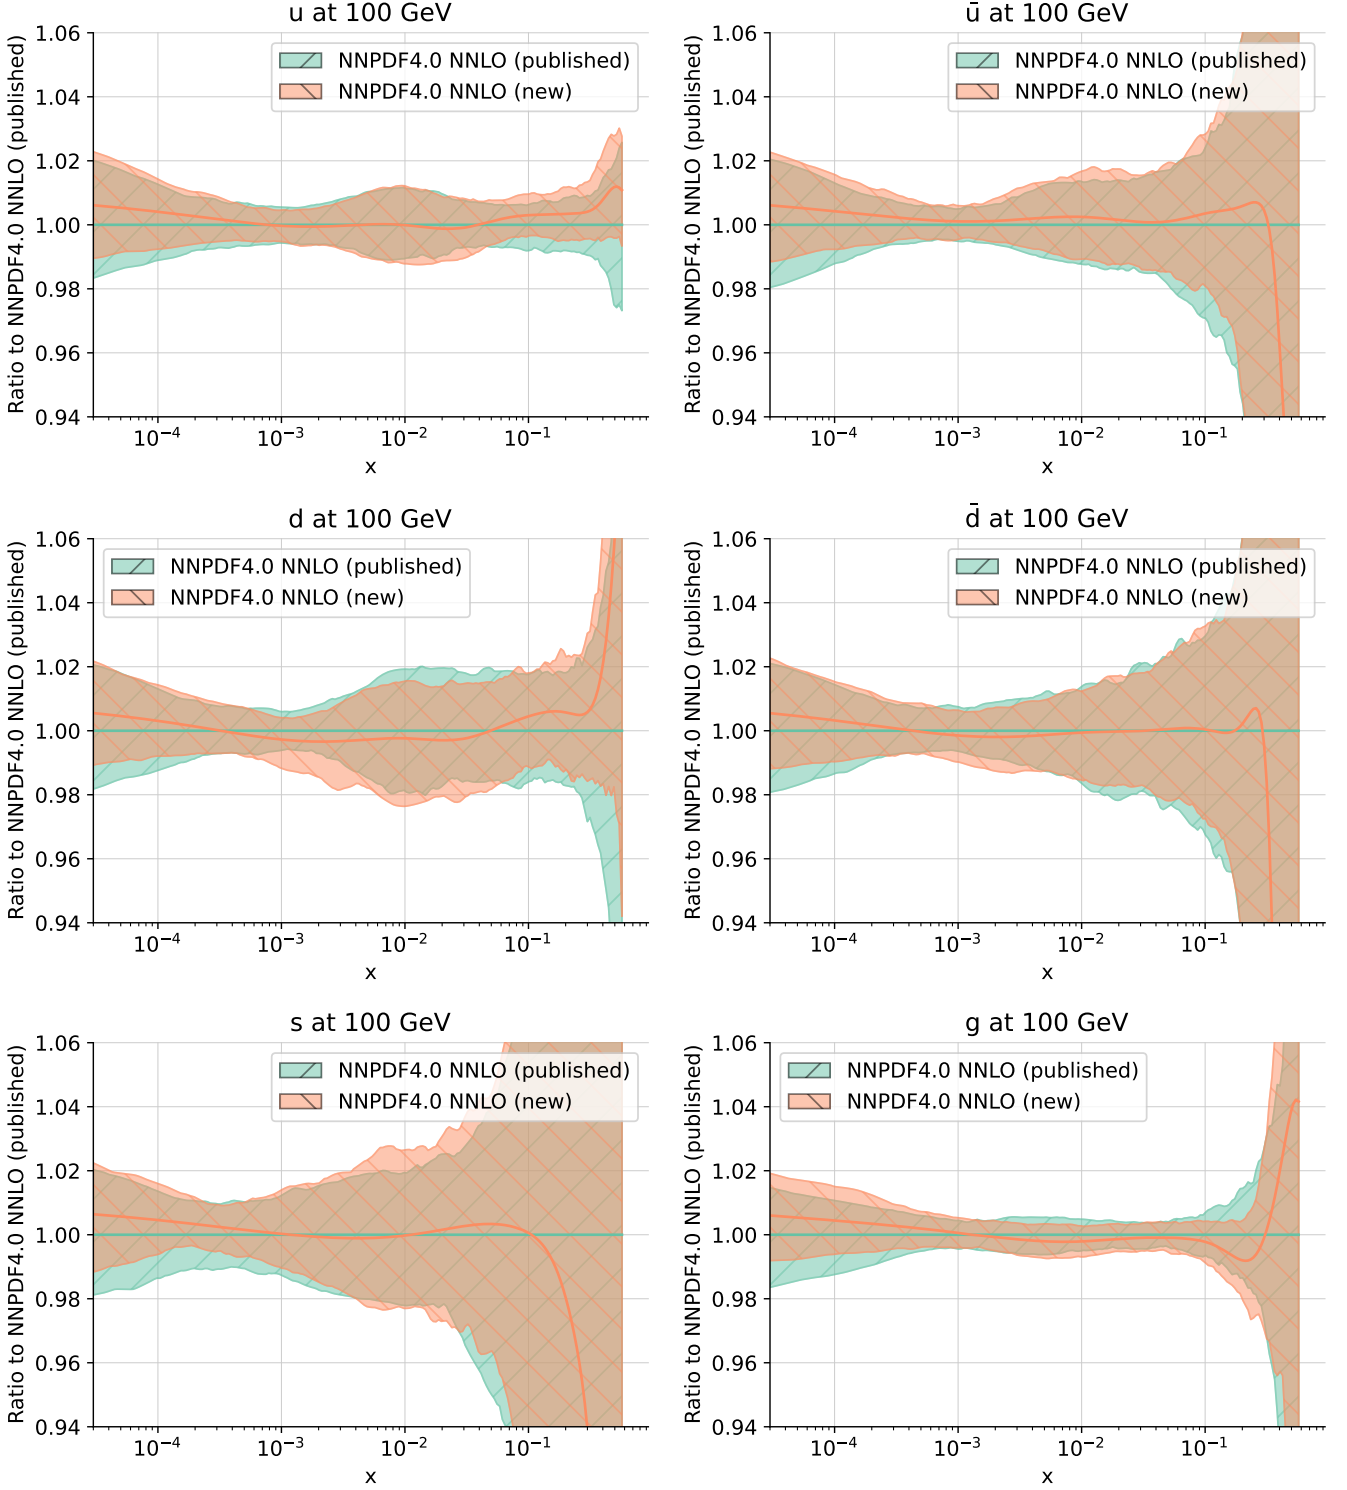 u at 100 GeV
Ratio to NNPDF4.0 NNLO (published)
1.06
1.04
1.02
1.00
0.98
0.96
0.94
NNPDF4.0 NNLO (published)
NNPDF4.0 NNLO (new)
10⁻⁴ 10⁻³ 10⁻² 10⁻¹
x
ū at 100 GeV
Ratio to NNPDF4.0 NNLO (published)
1.06
1.04
1.02
1.00
0.98
0.96
0.94
NNPDF4.0 NNLO (published)
NNPDF4.0 NNLO (new)
10⁻⁴ 10⁻³ 10⁻² 10⁻¹
x
d at 100 GeV
Ratio to NNPDF4.0 NNLO (published)
1.06
1.04
1.02
1.00
0.98
0.96
0.94
NNPDF4.0 NNLO (published)
NNPDF4.0 NNLO (new)
10⁻⁴ 10⁻³ 10⁻² 10⁻¹
x
d̄ at 100 GeV
Ratio to NNPDF4.0 NNLO (published)
1.06
1.04
1.02
1.00
0.98
0.96
0.94
NNPDF4.0 NNLO (published)
NNPDF4.0 NNLO (new)
10⁻⁴ 10⁻³ 10⁻² 10⁻¹
x
s at 100 GeV
Ratio to NNPDF4.0 NNLO (published)
1.06
1.04
1.02
1.00
0.98
0.96
0.94
NNPDF4.0 NNLO (published)
NNPDF4.0 NNLO (new)
10⁻⁴ 10⁻³ 10⁻² 10⁻¹
x
g at 100 GeV
Ratio to NNPDF4.0 NNLO (published)
1.06
1.04
1.02
1.00
0.98
0.96
0.94
NNPDF4.0 NNLO (published)
NNPDF4.0 NNLO (new)
10⁻⁴ 10⁻³ 10⁻² 10⁻¹
x